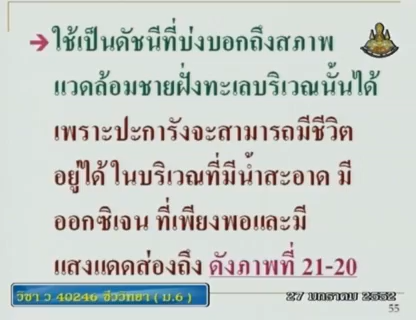 →ใช้เป็นดัชนีที่บ่งบอกถึงสภาพ
แวดล้อมชายฝั่งทะเลบริเวณนั้นได้
เพราะปะการังจะสามารถมีชีวิต
อยู่ได้ ในบริเวณที่มีน้ำสะอาด มี
ออกซิเจน ที่เพียงพอและมี
แสงแดดส่องถึง ดังภาพที่ 21-20
วิชา ว 40246 ชีววิทยา ( ม.6 )
27 มกราคม 2552
55